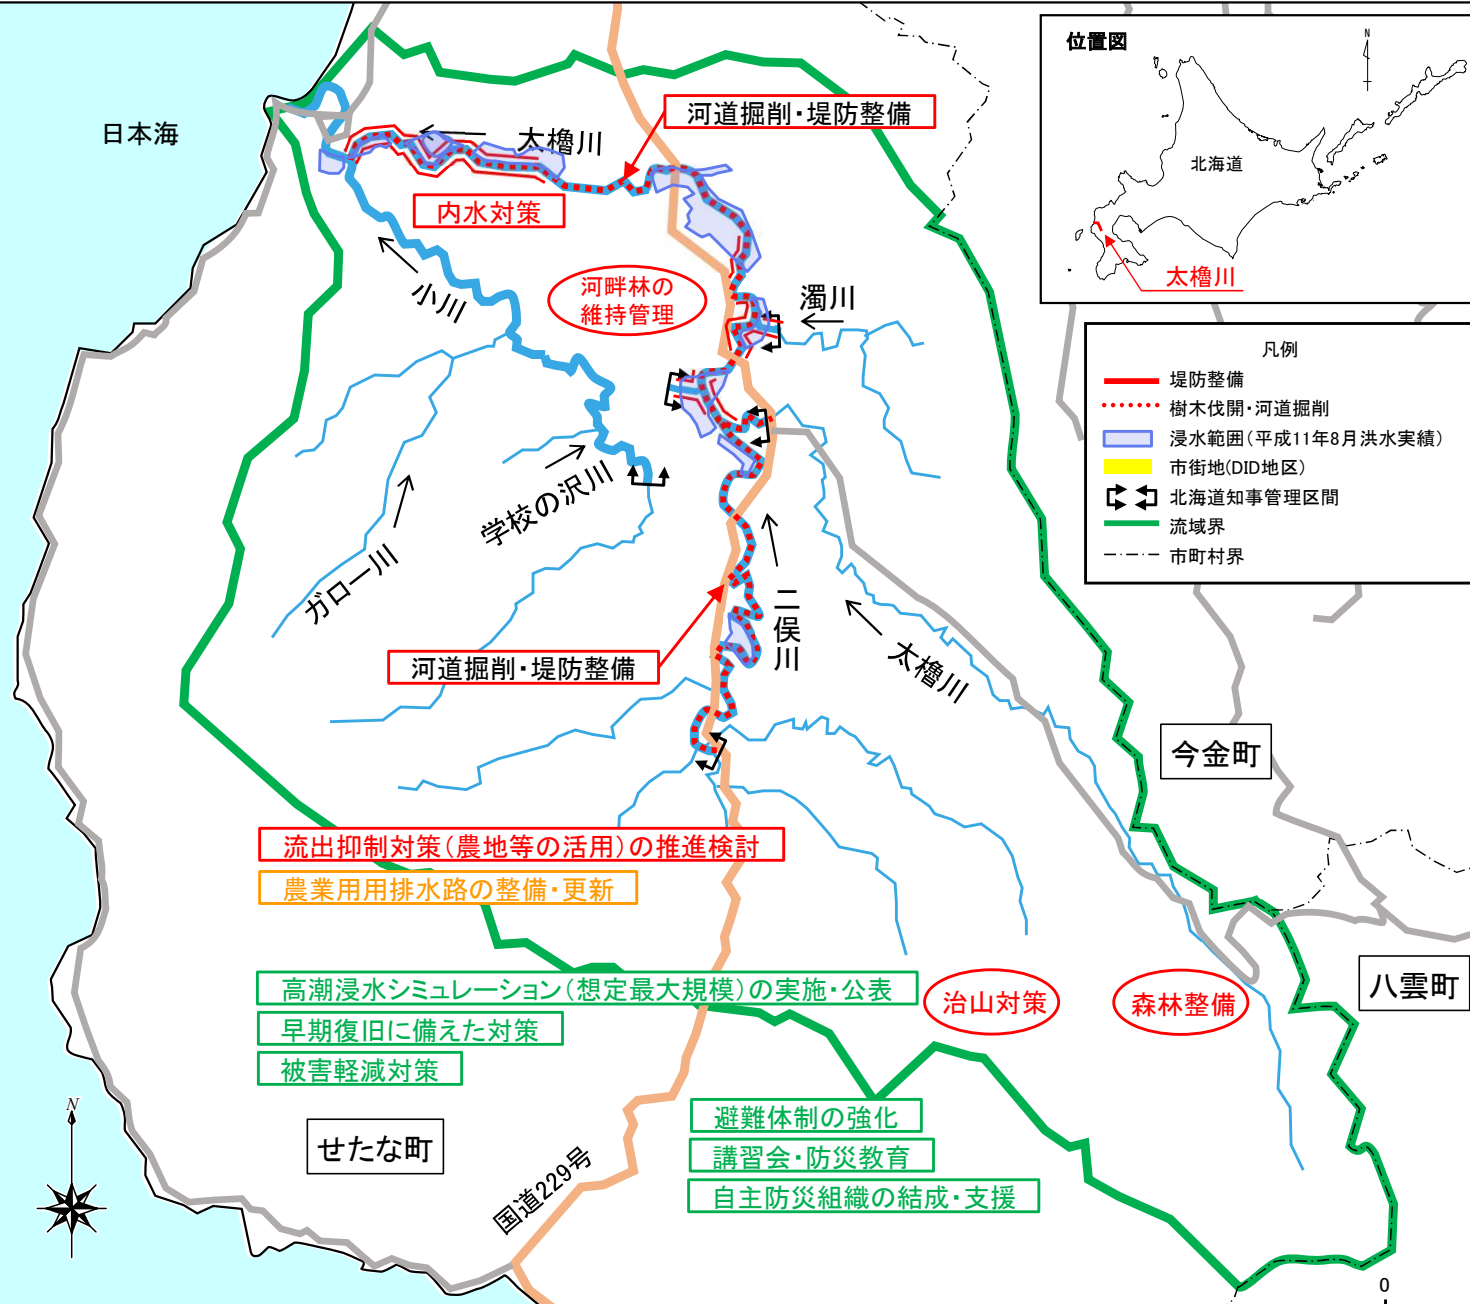 日本海
太櫓川
河道掘削・堤防整備
内水対策
小川
河畔林の
維持管理
濁川
位置図
N
北海道
太櫓川
凡例
堤防整備
樹木伐開・河道掘削
浸水範囲(平成11年8月洪水実績)
市街地(DID地区)
北海道知事管理区間
流域界
市町村界
学校の沢川
ガロー川
二俣川
太櫓川
河道掘削・堤防整備
今金町
八雲町
流出抑制対策(農地等の活用)の推進検討
農業用用排水路の整備・更新
高潮浸水シミュレーション(想定最大規模)の実施・公表
早期復旧に備えた対策
被害軽減対策
治山対策
森林整備
避難体制の強化
講習会・防災教育
自主防災組織の結成・支援
せたな町
国道229号
N
0